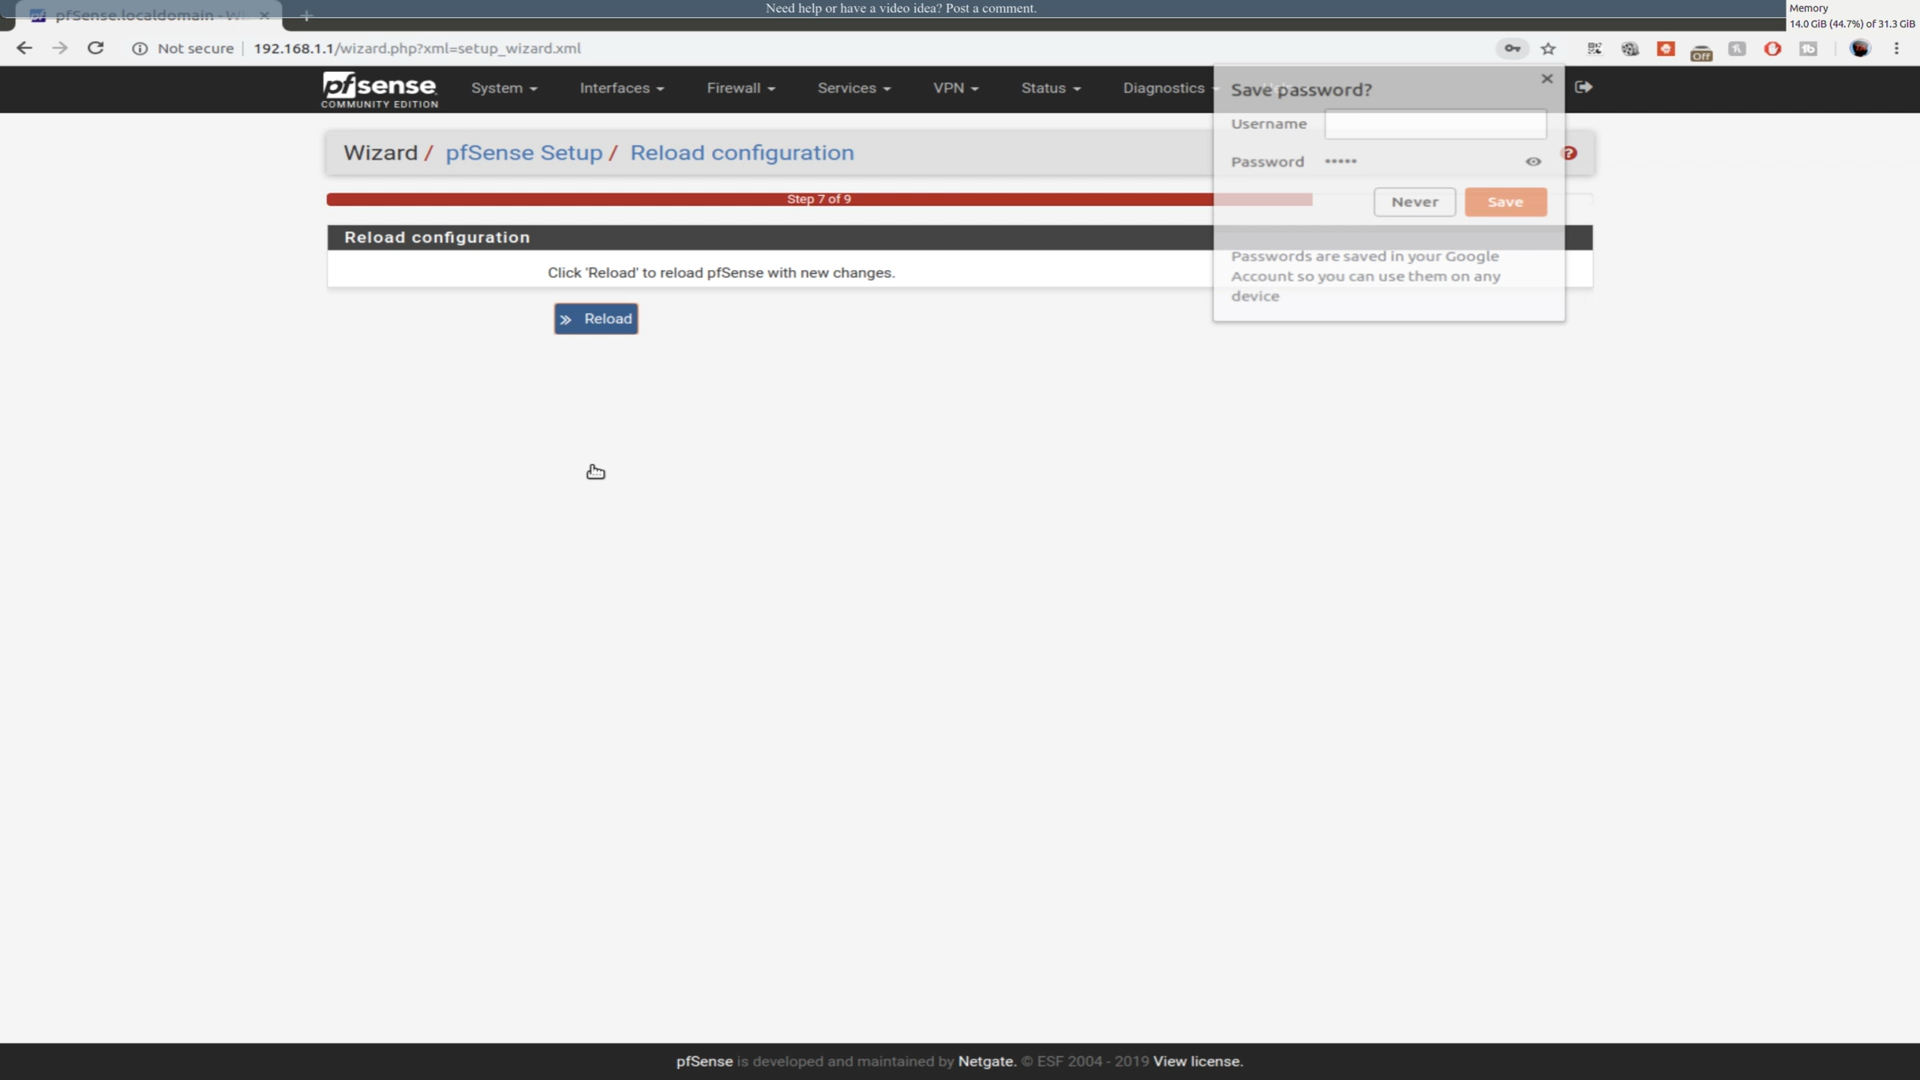 Need help or have a video idea? Post a comment.
Memory
14.0 GiB (44.7%) of 31.3 GiB
pfSense.localdomain - Wi
Not secure
192.168.1.1/wizard.php?xml=setup_wizard.xml
Off
pfsense
COMMUNITY EDITION
System
Interfaces
Firewall
Services
VPN
Status
Diagnostics
Save password?
Username
Password •••••
Never
Save
Passwords are saved in your Google
Account so you can use them on any
device
Wizard / pfSense Setup / Reload configuration
Step 7 of 9
Reload configuration
Click 'Reload' to reload pfSense with new changes.
Reload
pfSense is developed and maintained by Netgate. © ESF 2004 - 2019 View license.